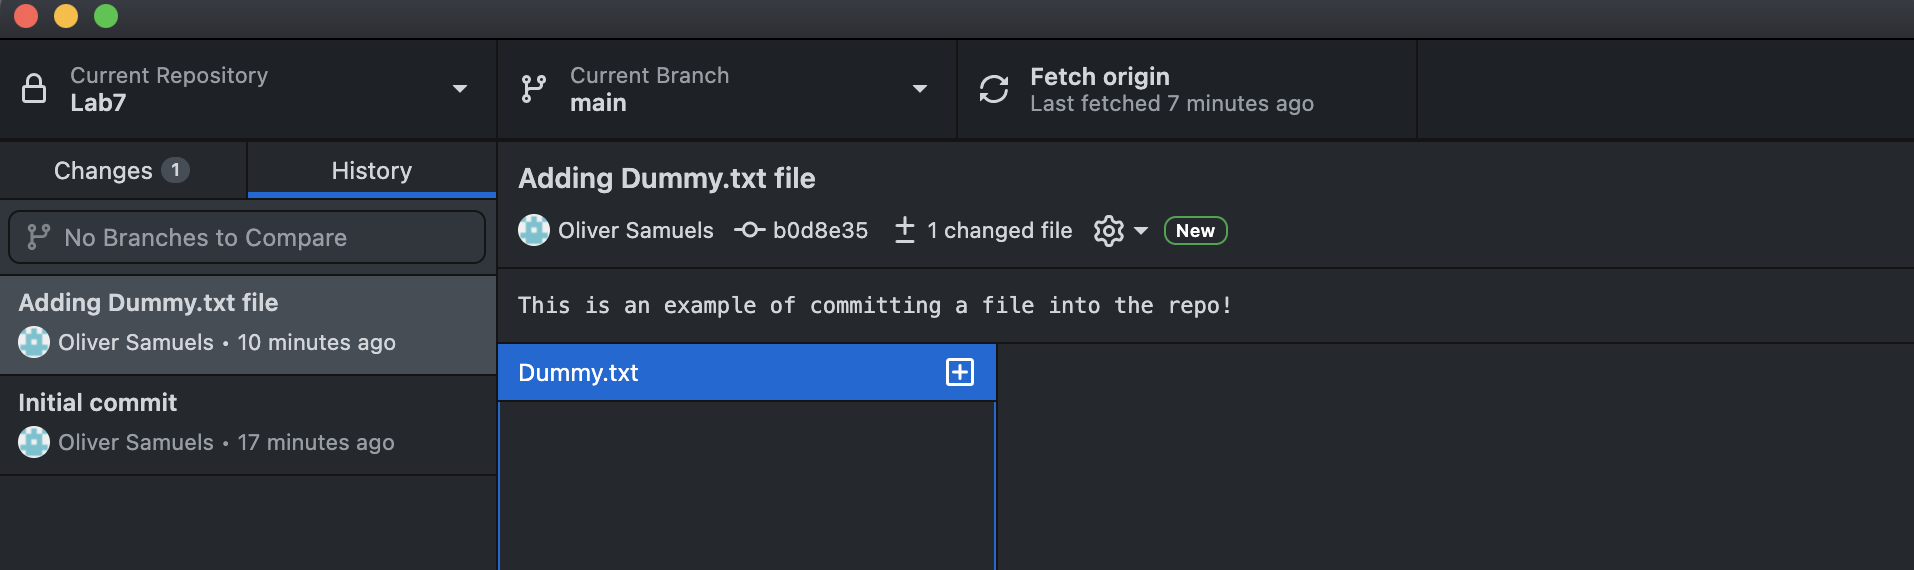 Current Repository
Lab7
Current Branch
main
Fetch origin
Last fetched 7 minutes ago
Changes 1
History
No Branches to Compare
Adding Dummy.txt file
Oliver Samuels • 10 minutes ago
Initial commit
Oliver Samuels • 17 minutes ago
Adding Dummy.txt file
Oliver Samuels b0d8e35 1 changed file New
This is an example of committing a file into the repo!
Dummy.txt